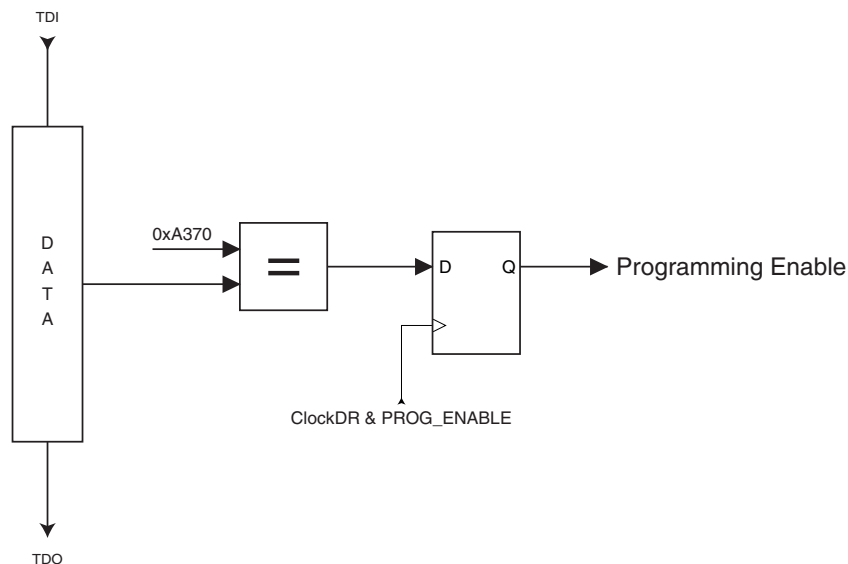 TDI
D
A
T
A
0xA370
=
D
Q
Programming Enable
ClockDR & PROG_ENABLE
TDO